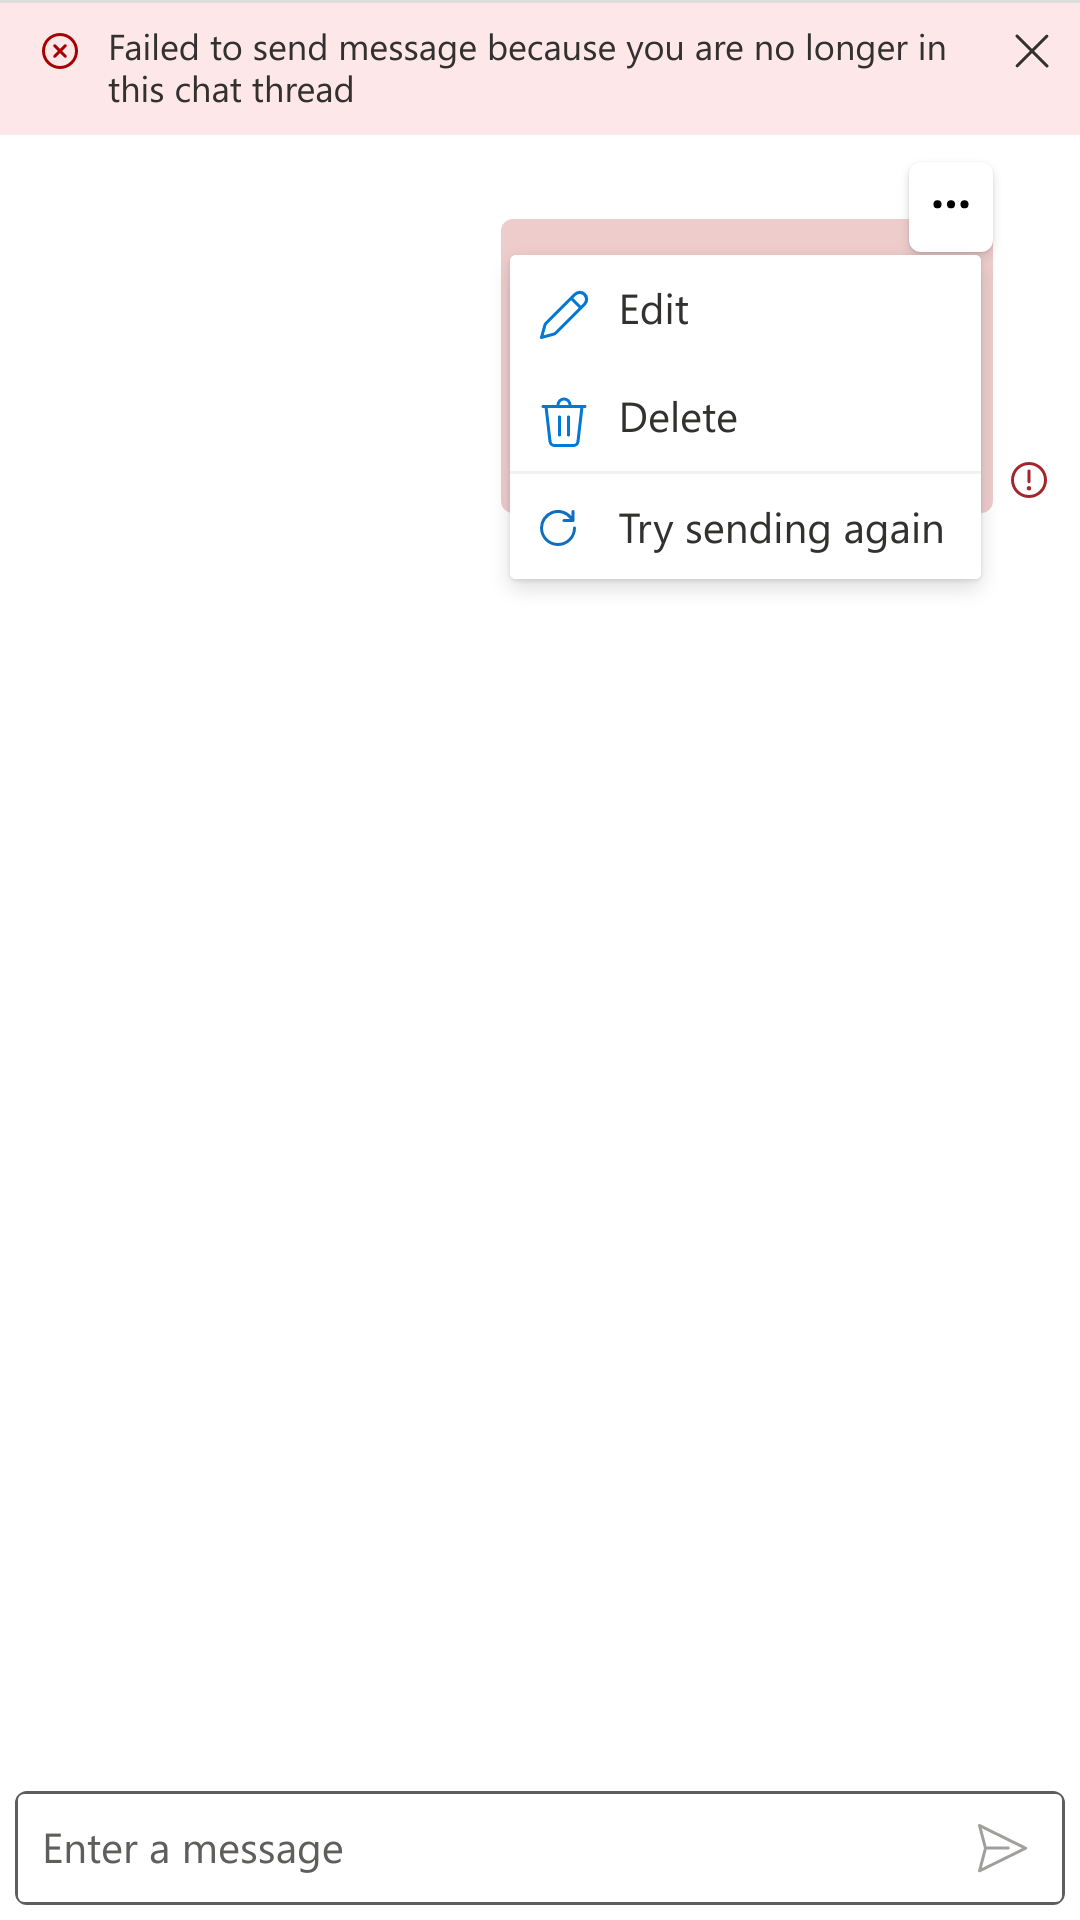 Failed to send message because you are no longer in
this chat thread
Edit
Delete
Try sending again
Enter a message